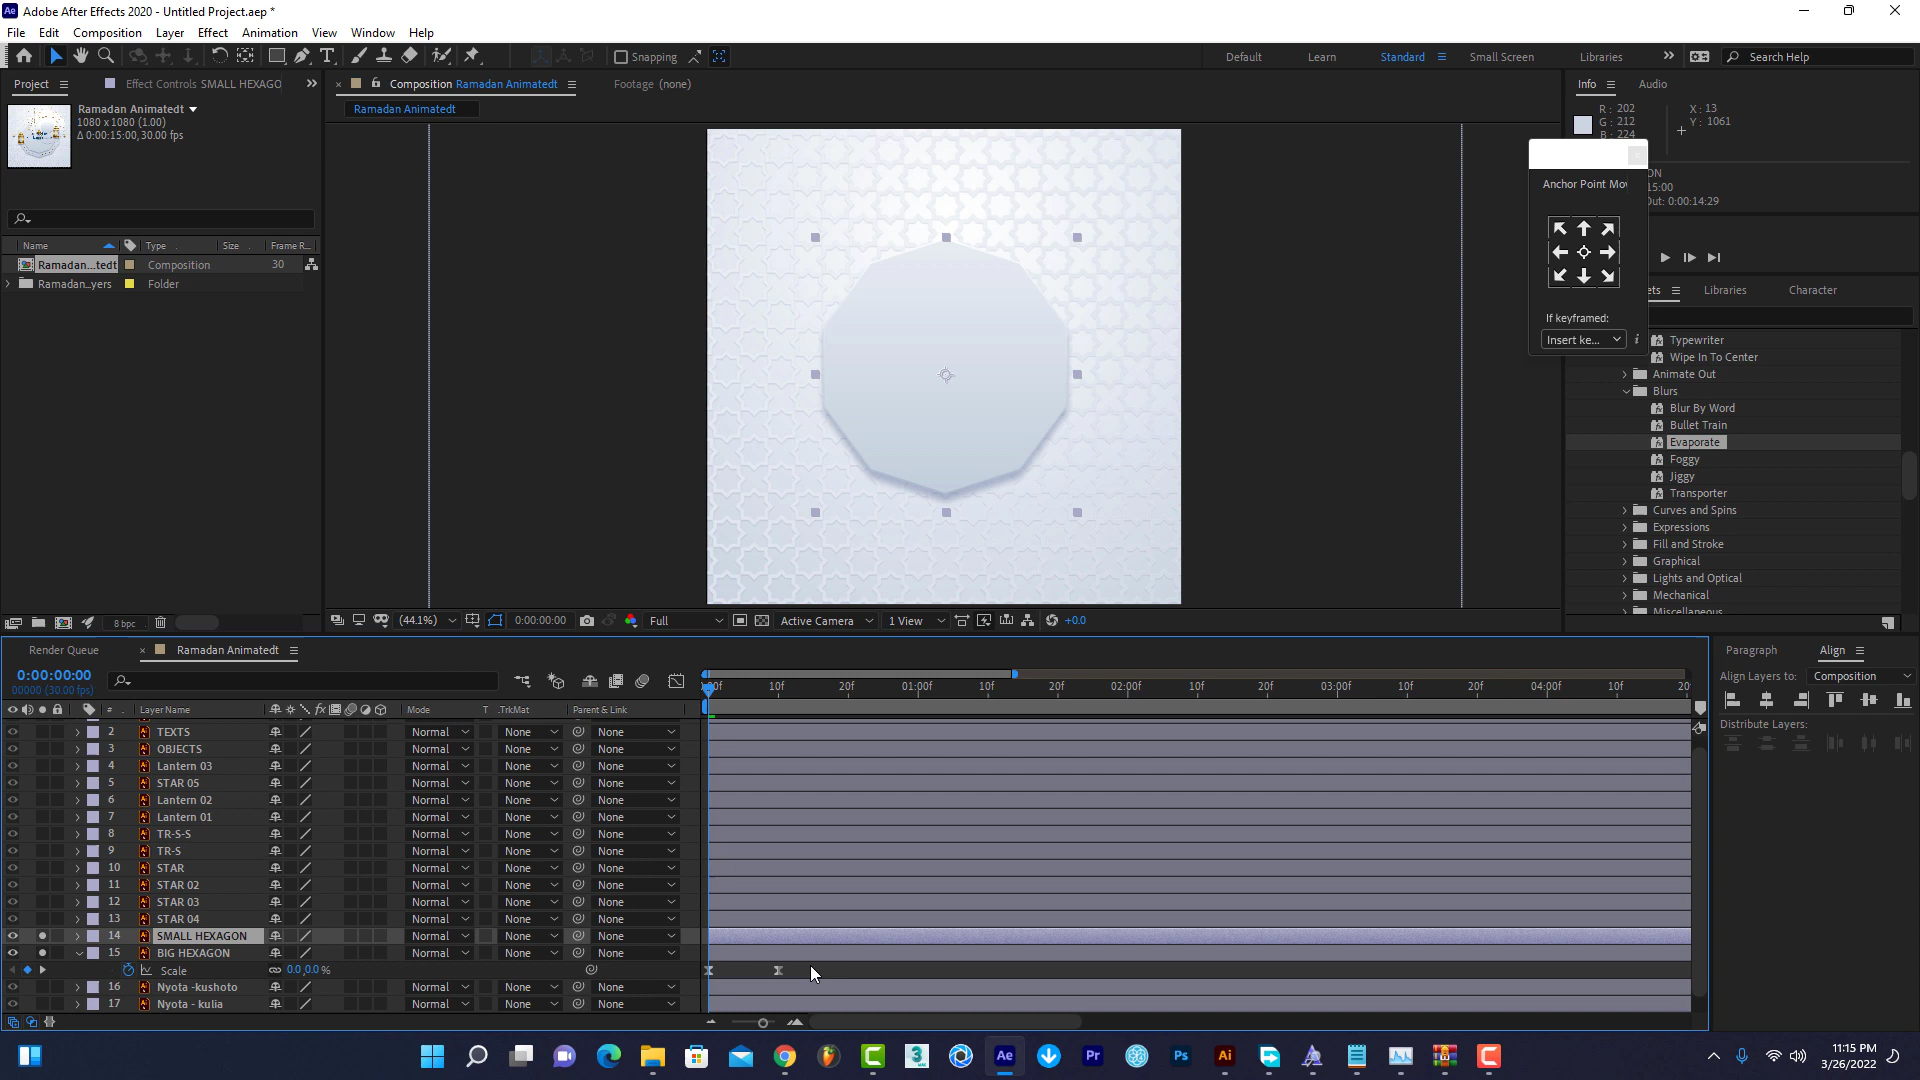 Adobe After Effects 2020 - Untitled Project.aep *
File Edit Composition Layer Effect Animation View Window Help
Snapping
Default Learn Standard Small Screen Libraries
Search Help
Project
Effect Controls SMALL HEXAGO
Composition Ramadan Animatedt
Footage (none)
Info
Audio
Ramadan Animatedt
1080 x 1080 (1.00)
Δ 0:00:15:00, 30.00 fps
Ramadan Animatedt
R: 202
G: 212
B: 224
X: 13
Y: 1061
Anchor Point Mov
ON
15:00
Out: 0:00:14:29
If keyframed:
Insert ke...
Name Type Size Frame R...
Ramadan...tedt Composition 30
Ramadan...yers Folder
ets Libraries Character
Typewriter
Wipe In To Center
Animate Out
Blurs
Blur By Word
Bullet Train
Evaporate
Foggy
Jiggy
Transporter
Curves and Spins
Expressions
Fill and Stroke
Graphical
Lights and Optical
Mechanical
Miscellaneous
8 bpc
(44.1%)
0:00:00:00
Full
Active Camera
1 View
+0.0
Render Queue
Ramadan Animatedt
0:00:00:00
00000 (30.00 fps)
:00f 10f 20f 01:00f 10f 20f 02:00f 10f 20f 03:00f 10f 20f 04:00f 10f 20
# Layer Name Mode T .TrkMat Parent & Link
2 TEXTS Normal None None
3 OBJECTS Normal None None
4 Lantern 03 Normal None None
5 STAR 05 Normal None None
6 Lantern 02 Normal None None
7 Lantern 01 Normal None None
8 TR-S-S Normal None None
9 TR-S Normal None None
10 STAR Normal None None
11 STAR 02 Normal None None
12 STAR 03 Normal None None
13 STAR 04 Normal None None
14 SMALL HEXAGON Normal None None
15 BIG HEXAGON Normal None None
Scale 0.0,0.0 %
16 Nyota -kushoto Normal None None
17 Nyota - kulia Normal None None
Paragraph
Align
Align Layers to: Composition
Distribute Layers:
11:15 PM
3/26/2022